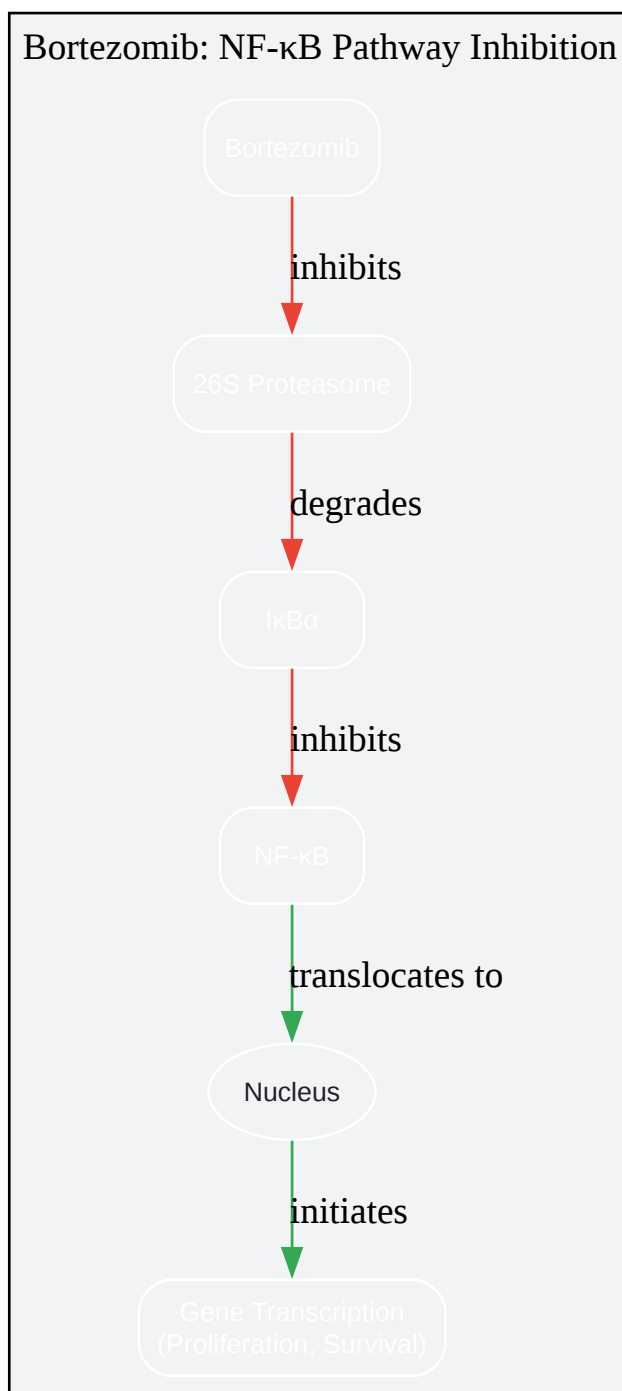 Bortezomib: NF-κB Pathway Inhibition
Bortezomib
inhibits
26S Proteasome
degrades
IκBα
inhibits
NF-κB
translocates to
Nucleus
initiates
Gene Transcription
(Proliferation, Survival)